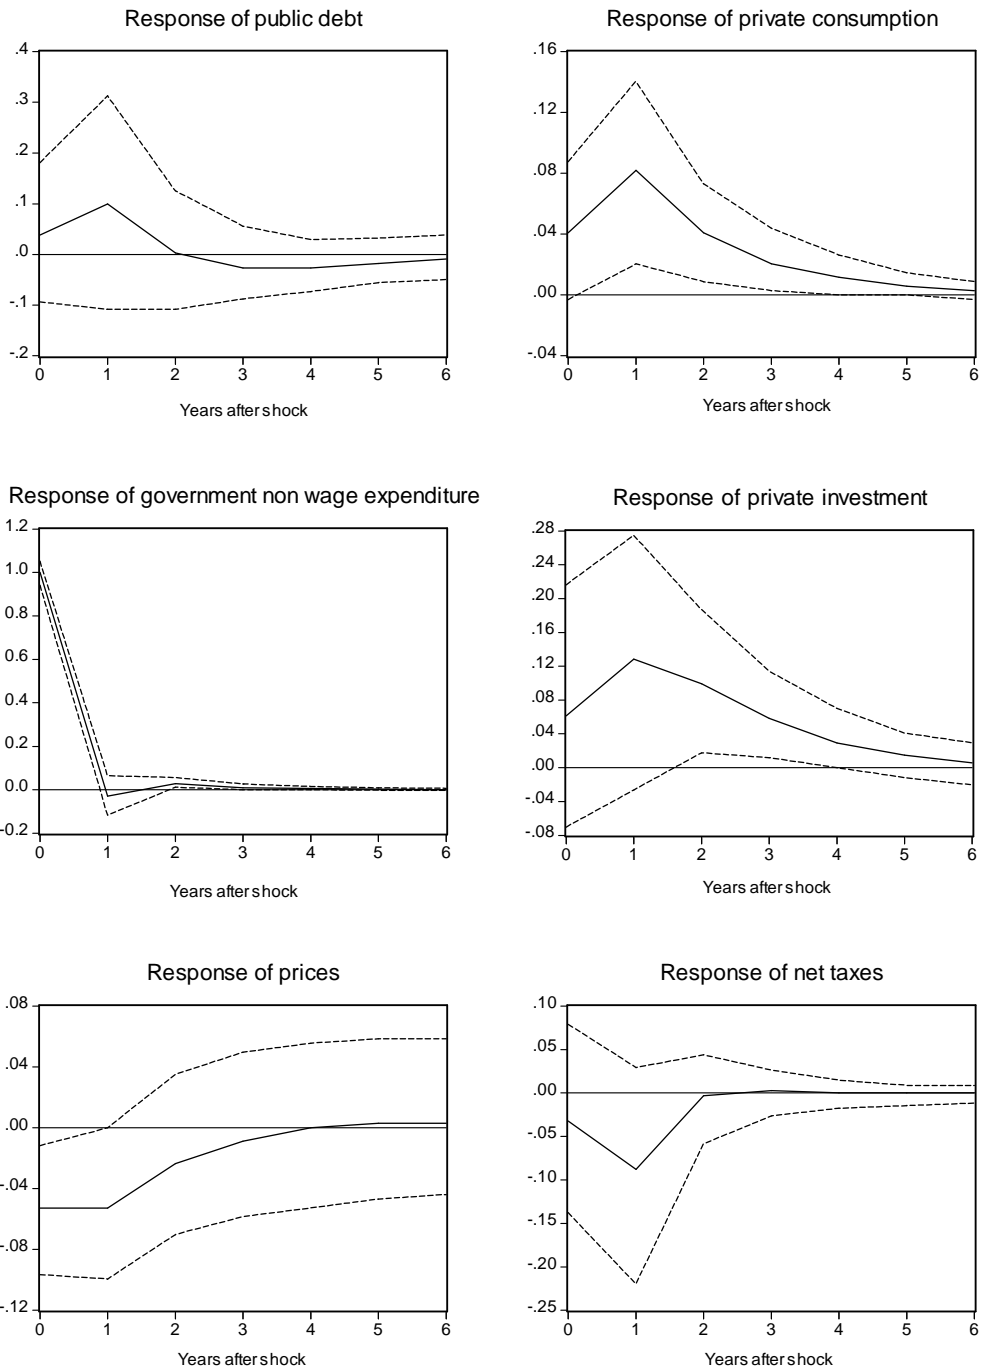 Response of public debt
.4
.3
.2
.1
.0
-.1
-.2
0 1 2 3 4 5 6
Years after shock
Response of private consumption
.16
.12
.08
.04
.00
-.04
0 1 2 3 4 5 6
Years after shock
Response of government non wage expenditure
1.2
1.0
0.8
0.6
0.4
0.2
0.0
-0.2
0 1 2 3 4 5 6
Years after shock
Response of private investment
.28
.24
.20
.16
.12
.08
.04
.00
-.04
-.08
0 1 2 3 4 5 6
Years after shock
Response of prices
.08
.04
.00
-.04
-.08
-.12
0 1 2 3 4 5 6
Years after shock
Response of net taxes
.10
.05
.00
-.05
-.10
-.15
-.20
-.25
0 1 2 3 4 5 6
Years after shock